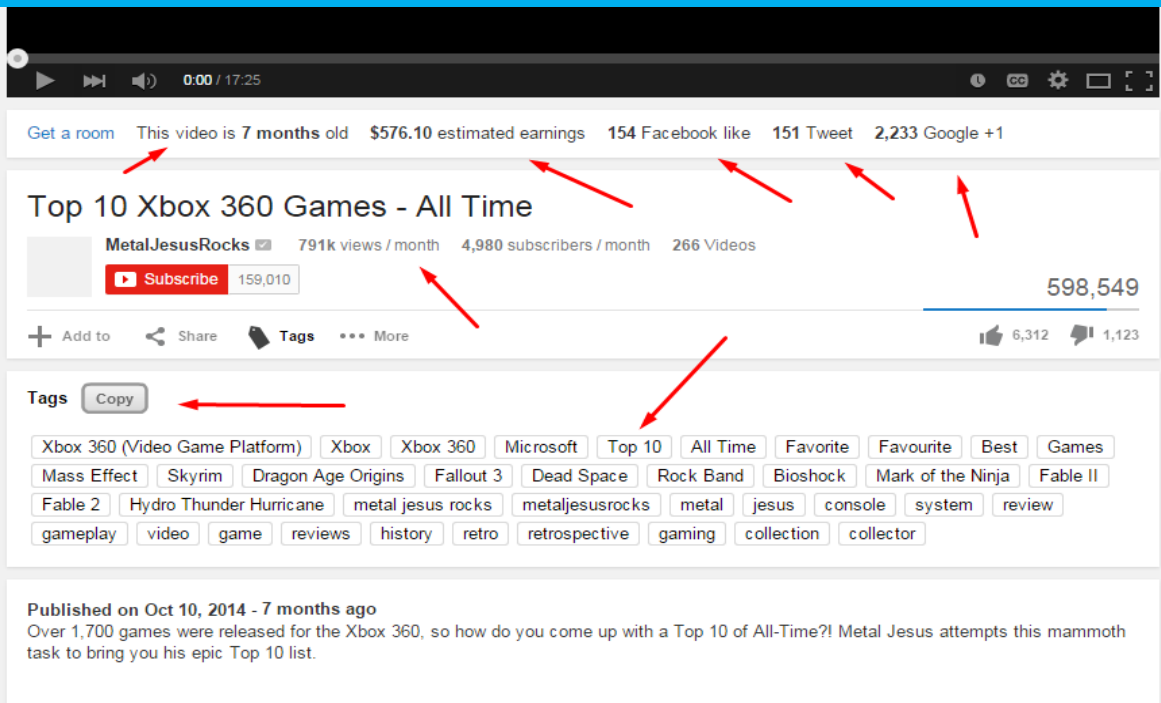 0:00 / 17:25
CC
Get a room This video is 7 months old $576.10 estimated earnings 154 Facebook like 151 Tweet 2,233 Google +1
Top 10 Xbox 360 Games - All Time
MetalJesusRocks 791k views / month 4,980 subscribers / month 266 Videos
Subscribe 159,010
598,549
Add to Share Tags More 6,312 1,123
Tags Copy
Xbox 360 (Video Game Platform) Xbox Xbox 360 Microsoft Top 10 All Time Favorite Favourite Best Games
Mass Effect Skyrim Dragon Age Origins Fallout 3 Dead Space Rock Band Bioshock Mark of the Ninja Fable II
Fable 2 Hydro Thunder Hurricane metal jesus rocks metaljesusrocks metal jesus console system review
gameplay video game reviews history retro retrospective gaming collection collector
Published on Oct 10, 2014 - 7 months ago
Over 1,700 games were released for the Xbox 360, so how do you come up with a Top 10 of All-Time?! Metal Jesus attempts this mammoth
task to bring you his epic Top 10 list.